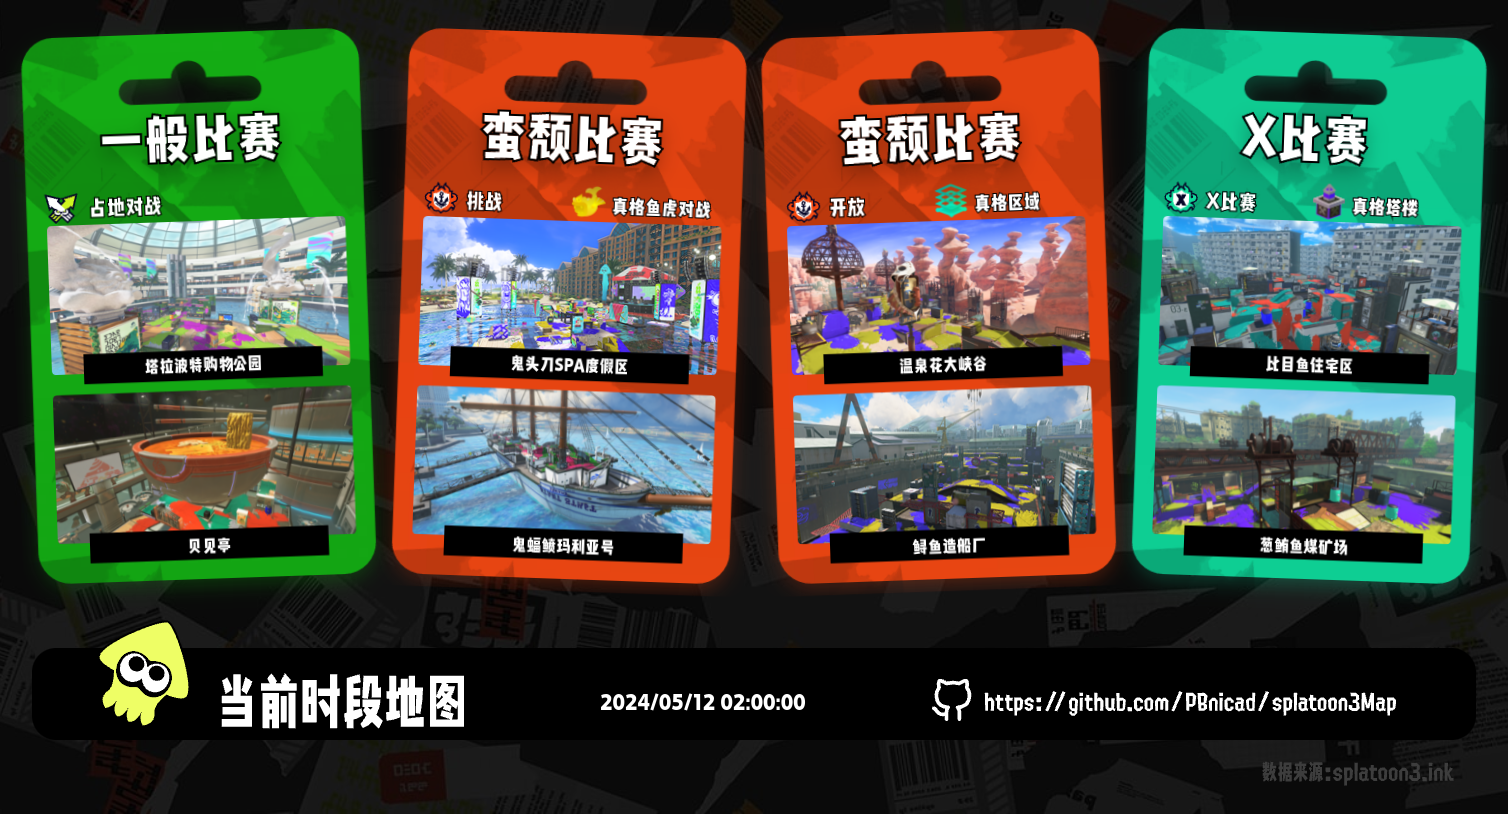 一般比赛
占地对战
塔拉波特购物公园
贝见亭
蛮颓比赛
挑战
真格鱼虎对战
鬼头刀SPA度假区
鬼蝠鲼玛利亚号
蛮颓比赛
开放
真格区域
温泉花大峡谷
鲟鱼造船厂
X比赛
X比赛
真格塔楼
比目鱼住宅区
葱鲔鱼煤矿场
当前时段地图
2024/05/12 02:00:00
https://github.com/PBnicad/splatoon3Map
数据来源:splatoon3.ink